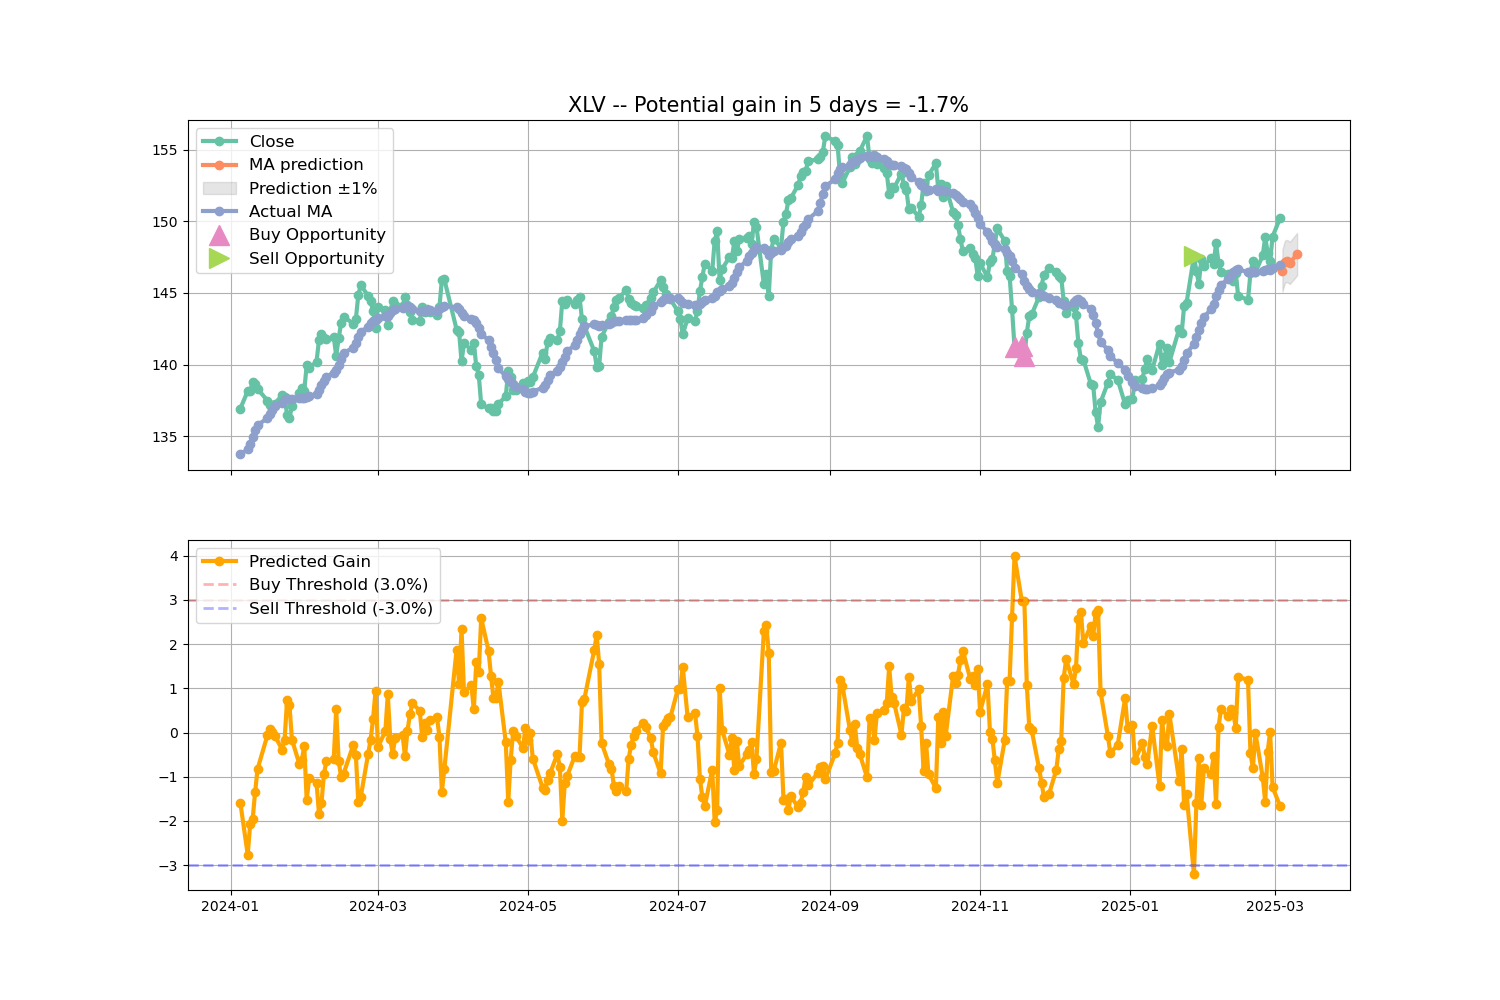 XLV -- Potential gain in 5 days = -1.7%
Close
MA prediction
Prediction ±1%
Actual MA
Buy Opportunity
Sell Opportunity
155
150
145
140
135
Predicted Gain
Buy Threshold (3.0%)
Sell Threshold (-3.0%)
4
3
2
1
0
−1
−2
−3
2024-01 2024-03 2024-05 2024-07 2024-09 2024-11 2025-01 2025-03